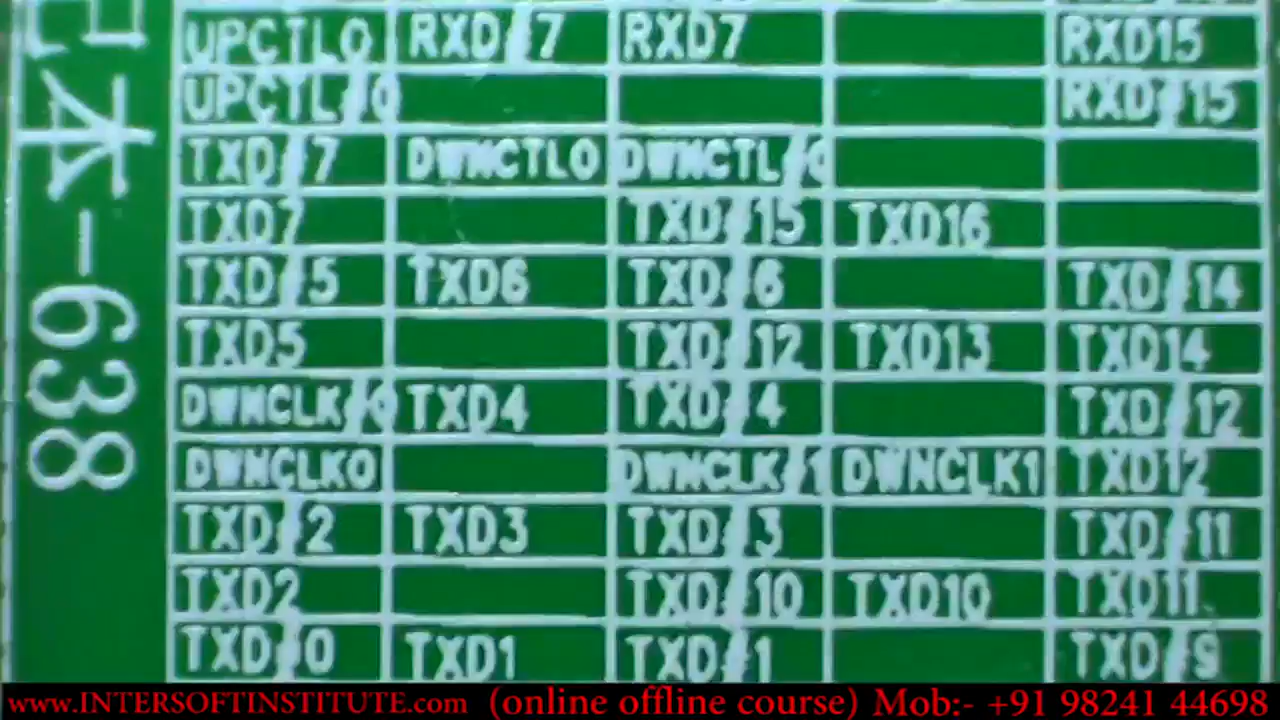 本-638
UPCTL0 RXD#7 RXD7 RXD15
UPCTL#0 RXD#15
TXD#7 DWNCTL0 DWNCTL#0
TXD7 TXD#15 TXD16
TXD#5 TXD6 TXD#6 TXD#14
TXD5 TXD#12 TXD13 TXD14
DWNCLK#0 TXD4 TXD#4 TXD#12
DWNCLK0 DWNCLK#1 DWNCLK1 TXD12
TXD#2 TXD3 TXD#3 TXD#11
TXD2 TXD#10 TXD10 TXD11
TXD#0 TXD1 TXD#1 TXD#9
www.INTERSOFTINSTITUTE.com (online offline course) Mob:- +91 98241 44698